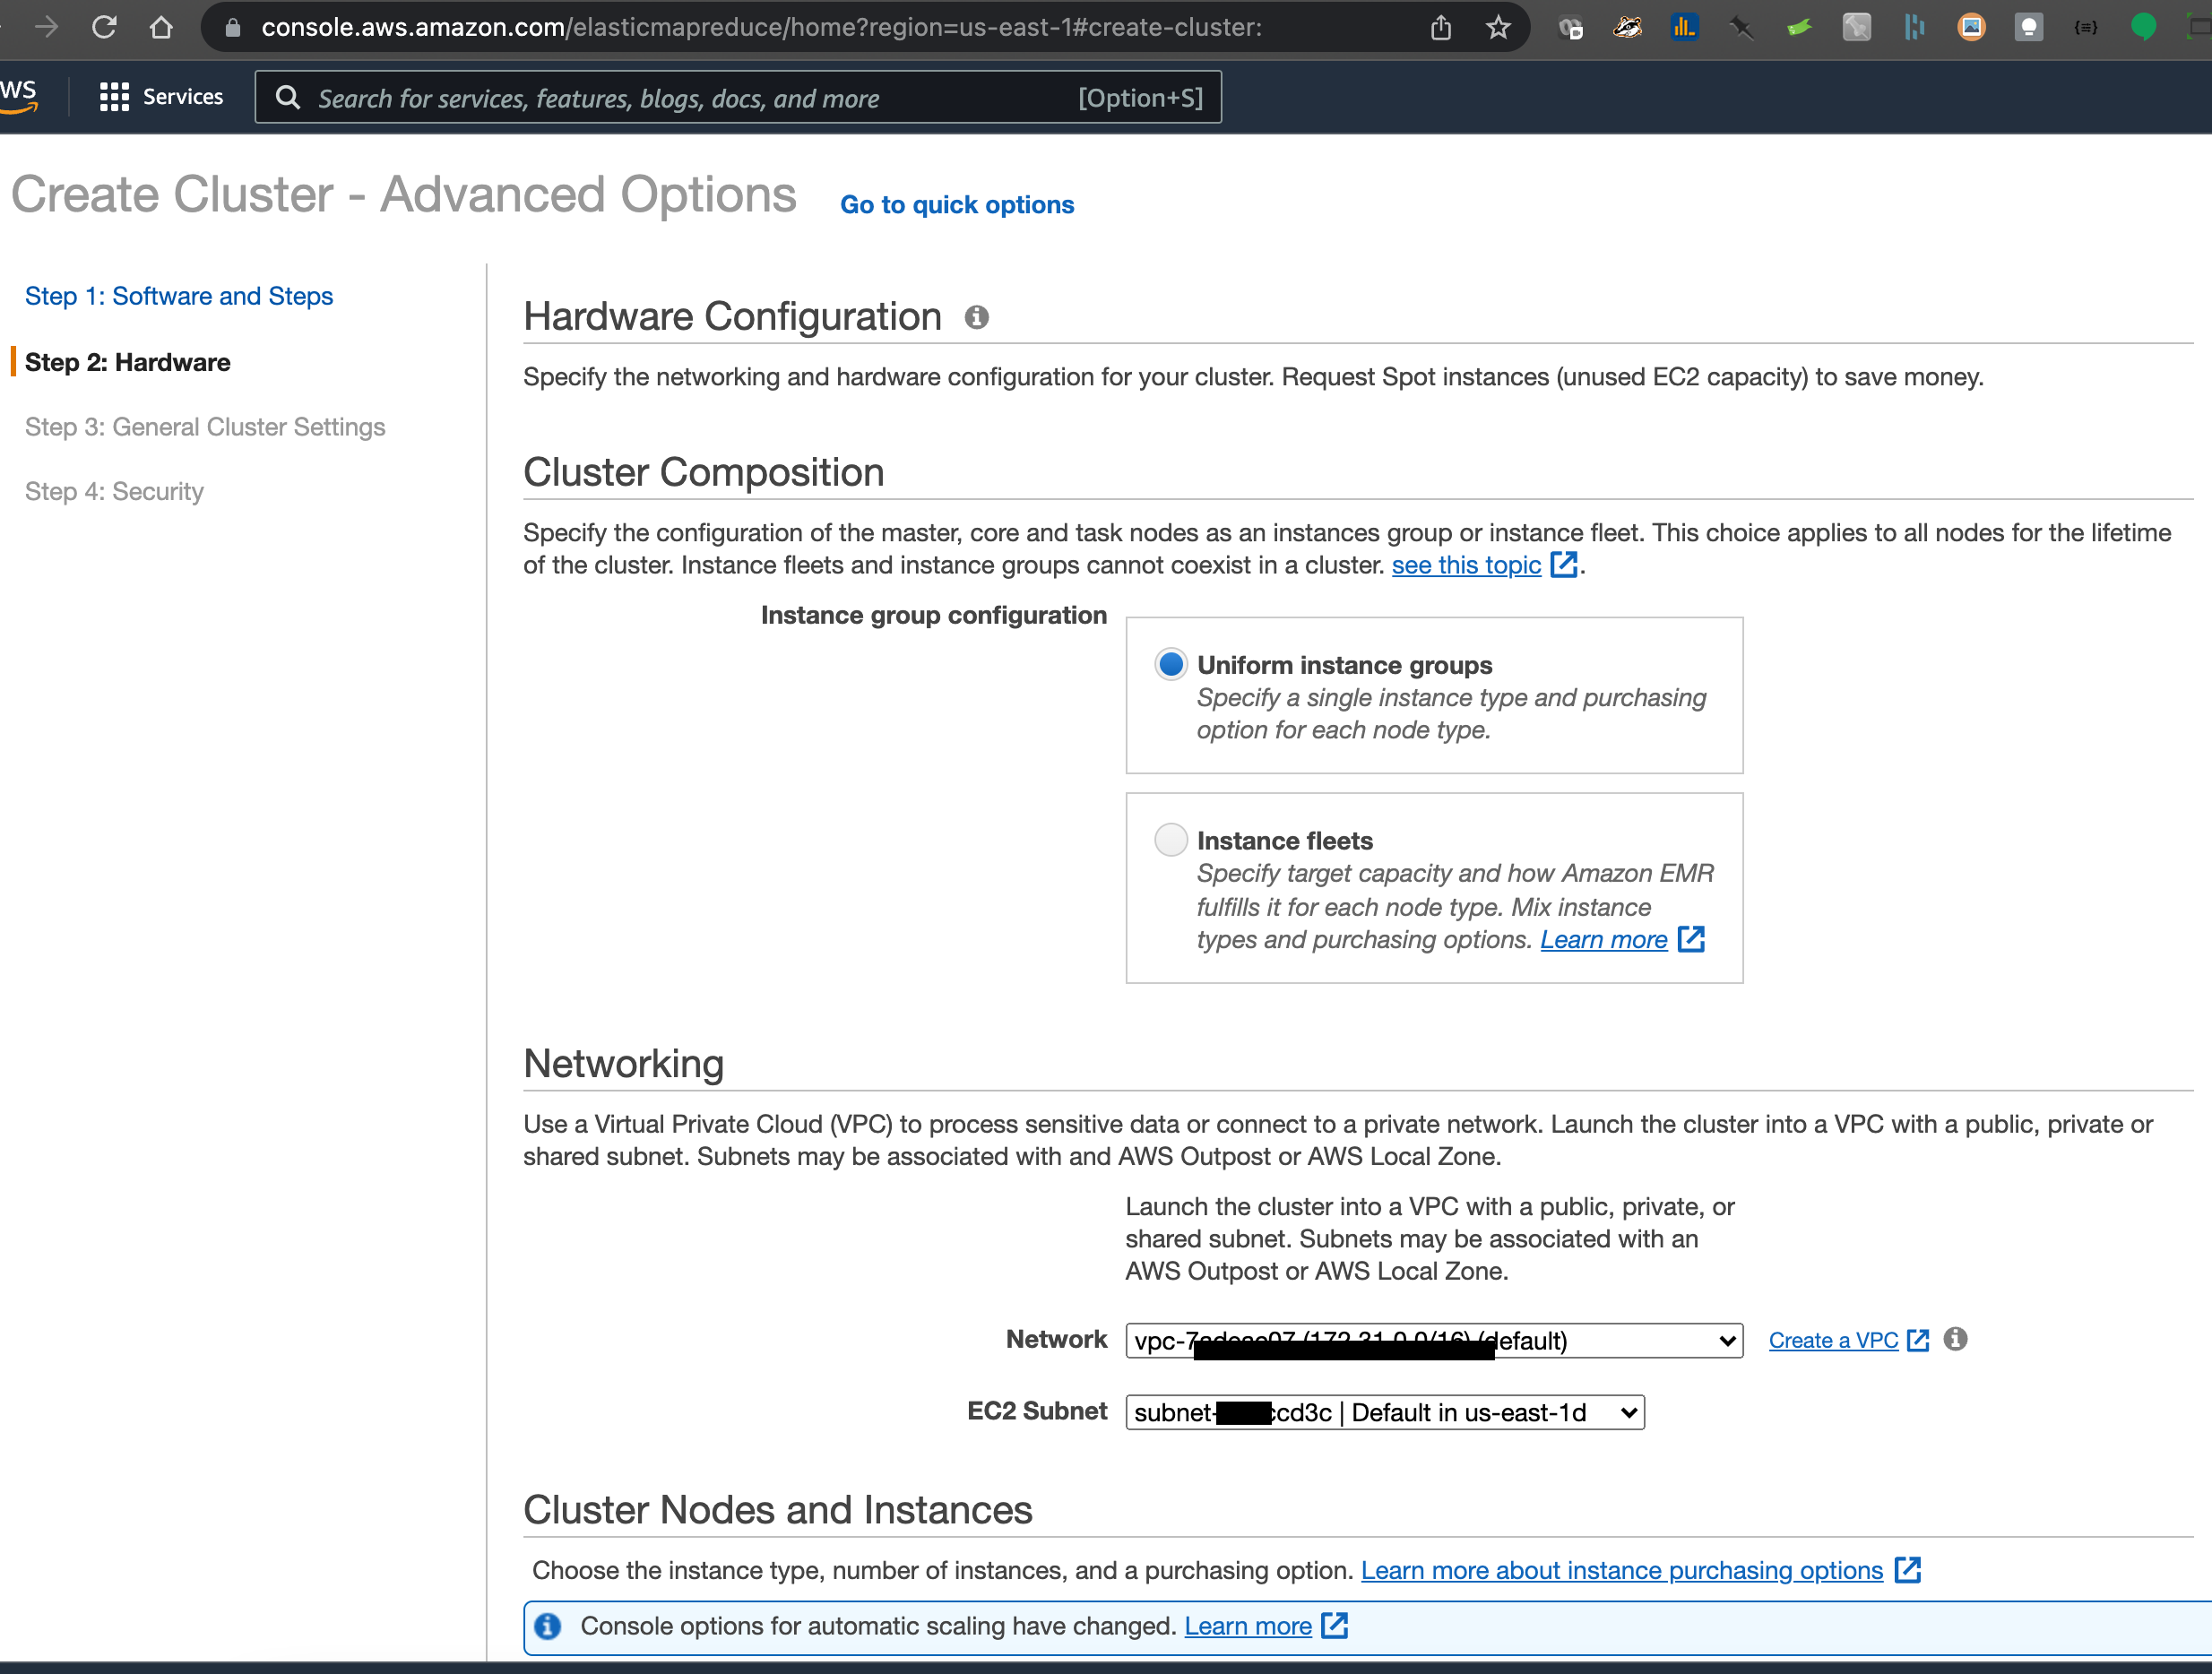 console.aws.amazon.com/elasticmapreduce/home?region=us-east-1#create-cluster:
WS
Services
Search for services, features, blogs, docs, and more
[Option+S]
Create Cluster - Advanced Options
Go to quick options
Step 1: Software and Steps
Step 2: Hardware
Step 3: General Cluster Settings
Step 4: Security
Hardware Configuration
Specify the networking and hardware configuration for your cluster. Request Spot instances (unused EC2 capacity) to save money.
Cluster Composition
Specify the configuration of the master, core and task nodes as an instances group or instance fleet. This choice applies to all nodes for the lifetime
of the cluster. Instance fleets and instance groups cannot coexist in a cluster. see this topic .
Instance group configuration
Uniform instance groups
Specify a single instance type and purchasing
option for each node type.
Instance fleets
Specify target capacity and how Amazon EMR
fulfills it for each node type. Mix instance
types and purchasing options. Learn more
Networking
Use a Virtual Private Cloud (VPC) to process sensitive data or connect to a private network. Launch the cluster into a VPC with a public, private or
shared subnet. Subnets may be associated with and AWS Outpost or AWS Local Zone.
Launch the cluster into a VPC with a public, private, or
shared subnet. Subnets may be associated with an
AWS Outpost or AWS Local Zone.
Network
vpc-7 (default)
Create a VPC
EC2 Subnet
subnet- ccd3c | Default in us-east-1d
Cluster Nodes and Instances
Choose the instance type, number of instances, and a purchasing option. Learn more about instance purchasing options
Console options for automatic scaling have changed. Learn more